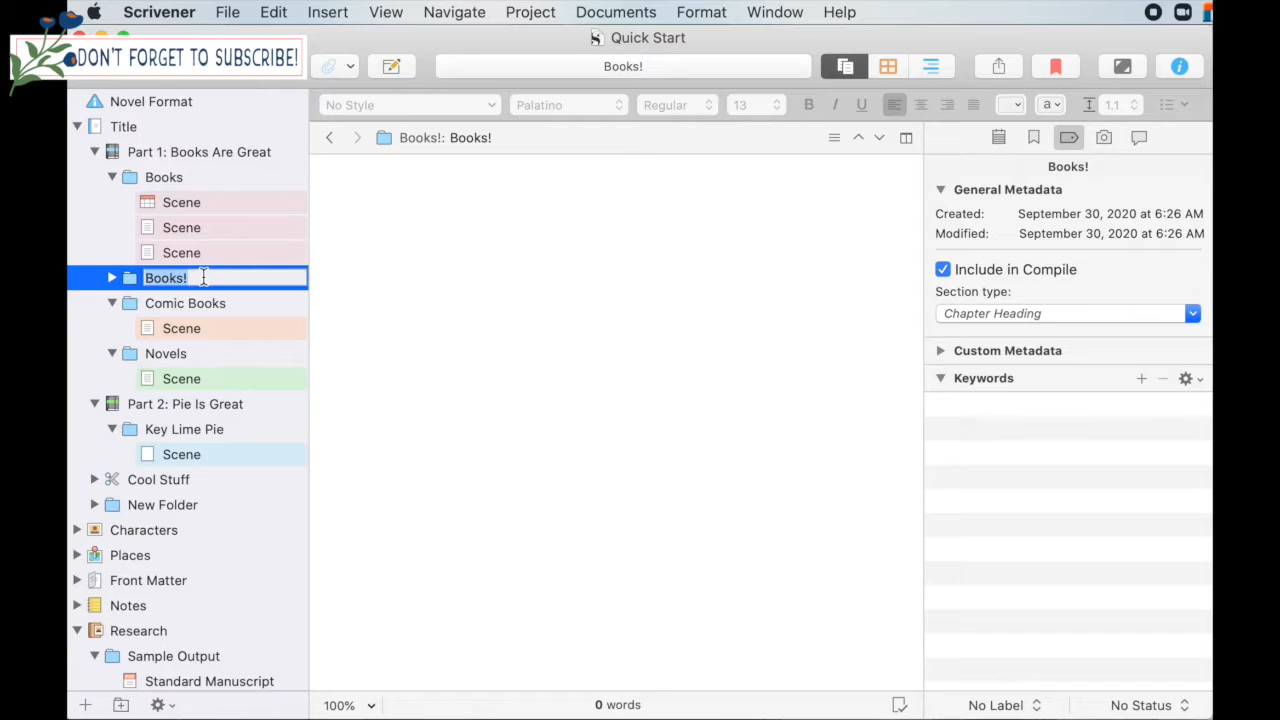 Scrivener File Edit Insert View Navigate Project Documents Format Window Help
DON'T FORGET TO SUBSCRIBE!
Quick Start
Books!
No Style Palatino Regular 13 B I U a 1.1
Novel Format
Title
Part 1: Books Are Great
Books
Scene
Scene
Scene
Books!
Comic Books
Scene
Novels
Scene
Part 2: Pie Is Great
Key Lime Pie
Scene
Cool Stuff
New Folder
Characters
Places
Front Matter
Notes
Research
Sample Output
Standard Manuscript
Books!: Books!
100% 0 words
Books!
General Metadata
Created: September 30, 2020 at 6:26 AM
Modified: September 30, 2020 at 6:26 AM
Include in Compile
Section type:
Chapter Heading
Custom Metadata
Keywords
No Label No Status